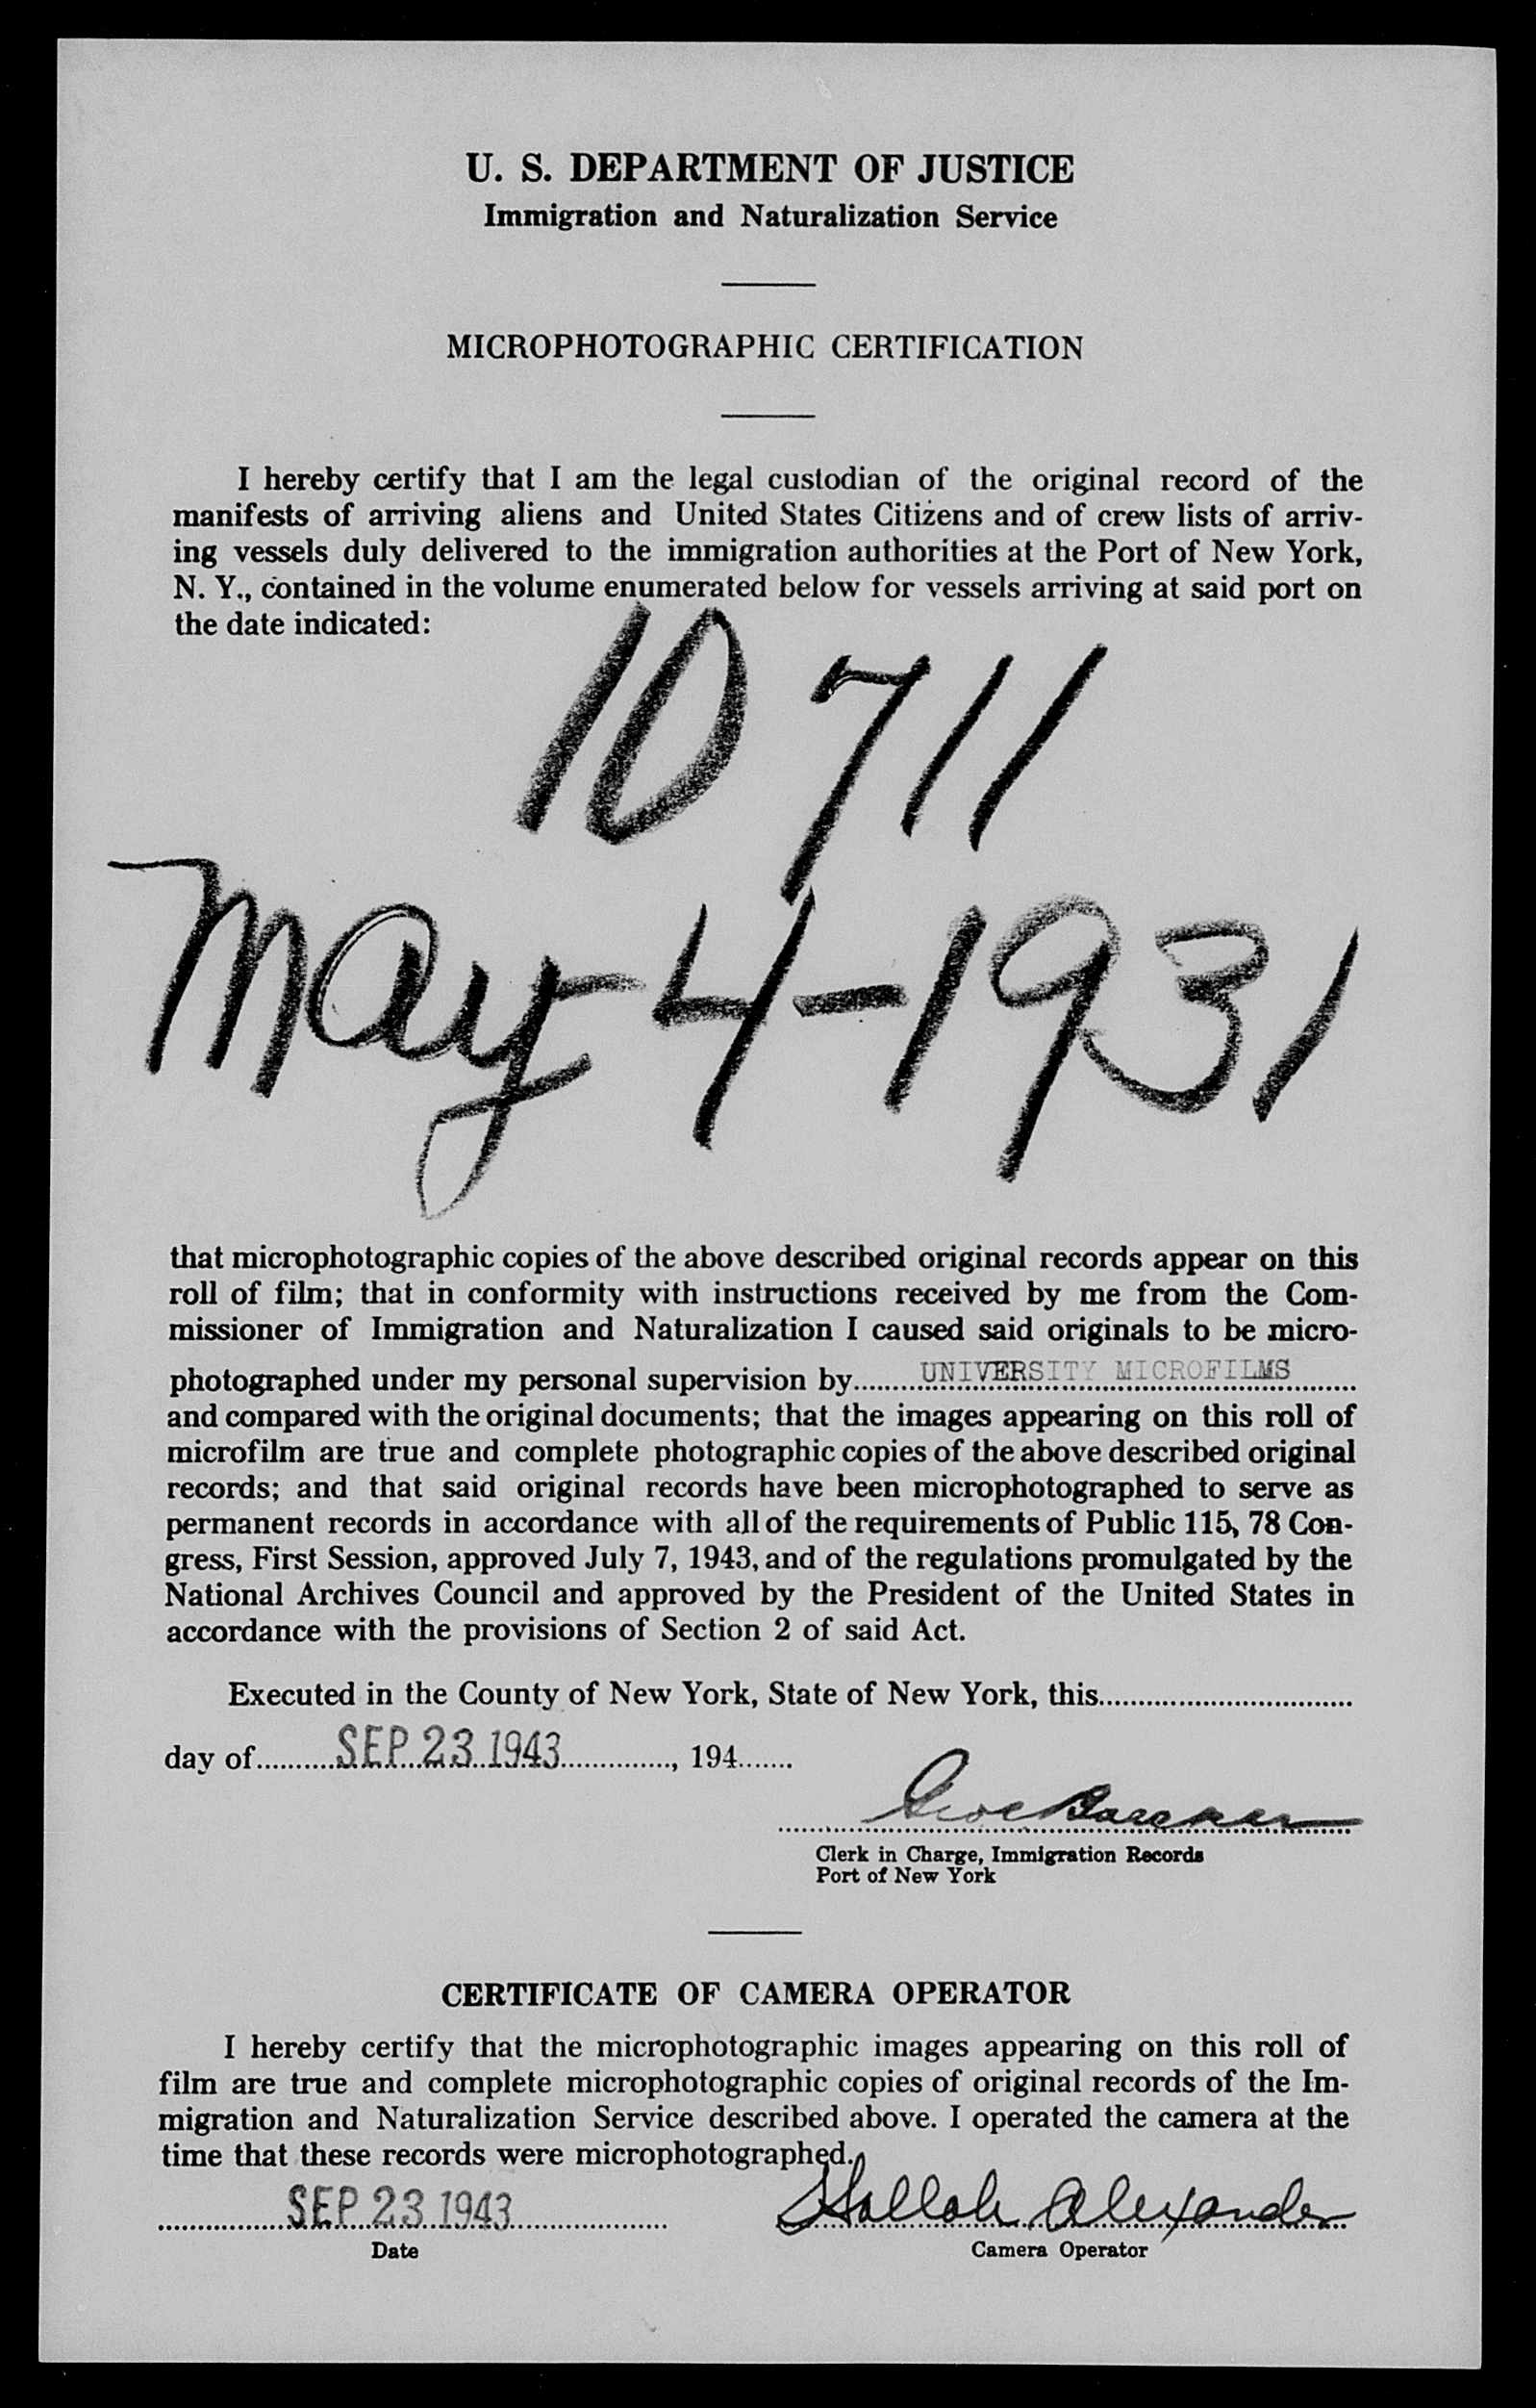 U. S. DEPARTMENT OF JUSTICE
Immigration and Naturalization Service
MICROPHOTOGRAPHIC CERTIFICATION
I hereby certify that I am the legal custodian of the original record of the
manifests of arriving aliens and United States Citizens and of crew lists of arriv-
ing vessels duly delivered to the immigration authorities at the Port of New York,
N. Y., contained in the volume enumerated below for vessels arriving at said port on
the date indicated:
10711
May-4-1931
that microphotographic copies of the above described original records appear on this
roll of film; that in conformity with instructions received by me from the Com-
missioner of Immigration and Naturalization I caused said originals to be micro-
photographed under my personal supervision by UNIVERSITY MICROFILMS
and compared with the original documents; that the images appearing on this roll of
microfilm are true and complete photographic copies of the above described original
records; and that said original records have been microphotographed to serve as
permanent records in accordance with all of the requirements of Public 115, 78 Con-
gress, First Session, approved July 7, 1943, and of the regulations promulgated by the
National Archives Council and approved by the President of the United States in
accordance with the provisions of Section 2 of said Act.
Executed in the County of New York, State of New York, this
day of SEP 23 1943, 194
Clerk in Charge, Immigration Records
Port of New York
CERTIFICATE OF CAMERA OPERATOR
I hereby certify that the microphotographic images appearing on this roll of
film are true and complete microphotographic copies of original records of the Im-
migration and Naturalization Service described above. I operated the camera at the
time that these records were microphotographed.
SEP 23 1943 Alexander
Date Camera Operator